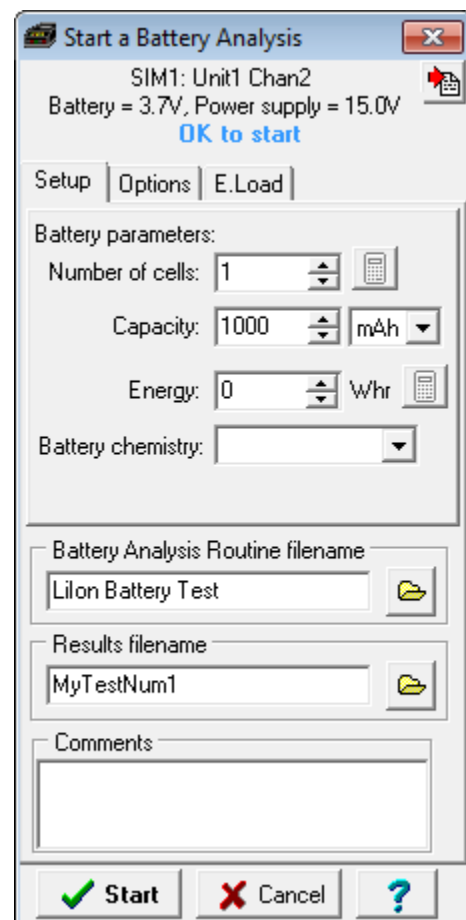 Start a Battery Analysis
SIM1: Unit1 Chan2
Battery = 3.7V, Power supply = 15.0V
OK to start
Setup Options E.Load
Battery parameters:
Number of cells: 1
Capacity: 1000 mAh
Energy: 0 Whr
Battery chemistry:
Battery Analysis Routine filename
LiIon Battery Test
Results filename
MyTestNum1
Comments
Start Cancel ?